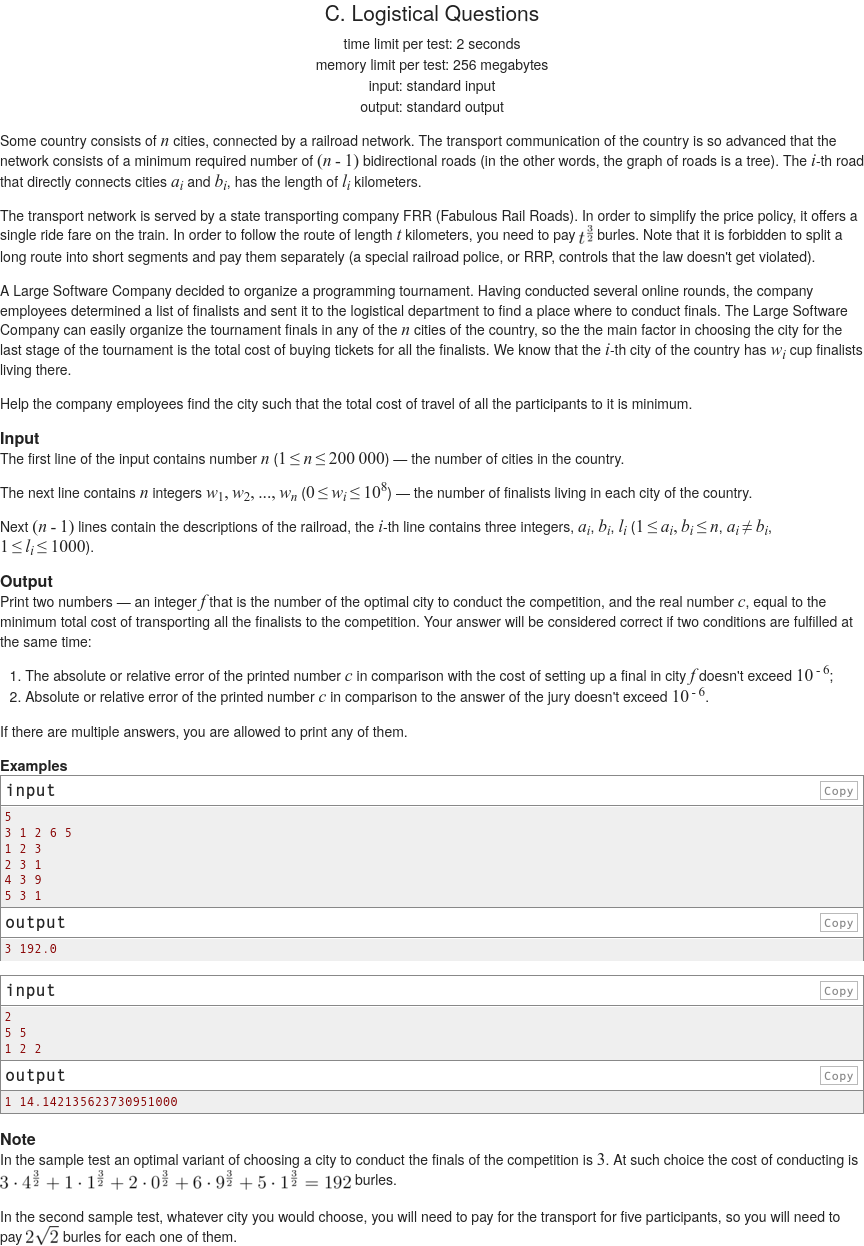 C. Logistical Questions
time limit per test: 2 seconds
memory limit per test: 256 megabytes
input: standard input
output: standard output
Some country consists of n cities, connected by a railroad network. The transport communication of the country is so advanced that the
network consists of a minimum required number of (n - 1) bidirectional roads (in the other words, the graph of roads is a tree). The i-th road
that directly connects cities a_i and b_i, has the length of l_i kilometers.
The transport network is served by a state transporting company FRR (Fabulous Rail Roads). In order to simplify the price policy, it offers a
single ride fare on the train. In order to follow the route of length t kilometers, you need to pay t^{3/2} burles. Note that it is forbidden to split a
long route into short segments and pay them separately (a special railroad police, or RRP, controls that the law doesn't get violated).
A Large Software Company decided to organize a programming tournament. Having conducted several online rounds, the company
employees determined a list of finalists and sent it to the logistical department to find a place where to conduct finals. The Large Software
Company can easily organize the tournament finals in any of the n cities of the country, so the the main factor in choosing the city for the
last stage of the tournament is the total cost of buying tickets for all the finalists. We know that the i-th city of the country has w_i cup finalists
living there.
Help the company employees find the city such that the total cost of travel of all the participants to it is minimum.
Input
The first line of the input contains number n (1 ≤ n ≤ 200 000) — the number of cities in the country.
The next line contains n integers w_1, w_2, ..., w_n (0 ≤ w_i ≤ 10^8) — the number of finalists living in each city of the country.
Next (n - 1) lines contain the descriptions of the railroad, the i-th line contains three integers, a_i, b_i, l_i (1 ≤ a_i, b_i ≤ n, a_i ≠ b_i,
1 ≤ l_i ≤ 1000).
Output
Print two numbers — an integer f that is the number of the optimal city to conduct the competition, and the real number c, equal to the
minimum total cost of transporting all the finalists to the competition. Your answer will be considered correct if two conditions are fulfilled at
the same time:
1. The absolute or relative error of the printed number c in comparison with the cost of setting up a final in city f doesn't exceed 10^{-6};
2. Absolute or relative error of the printed number c in comparison to the answer of the jury doesn't exceed 10^{-6}.
If there are multiple answers, you are allowed to print any of them.
Examples
input Copy
5
3 1 2 6 5
1 2 3
2 3 1
4 3 9
5 3 1
output Copy
3 192.0
input Copy
2
5 5
1 2 2
output Copy
1 14.142135623730951000
Note
In the sample test an optimal variant of choosing a city to conduct the finals of the competition is 3. At such choice the cost of conducting is
3 · 4^{3/2} + 1 · 1^{3/2} + 2 · 0^{3/2} + 6 · 9^{3/2} + 5 · 1^{3/2} = 192 burles.
In the second sample test, whatever city you would choose, you will need to pay for the transport for five participants, so you will need to
pay 2√2 burles for each one of them.